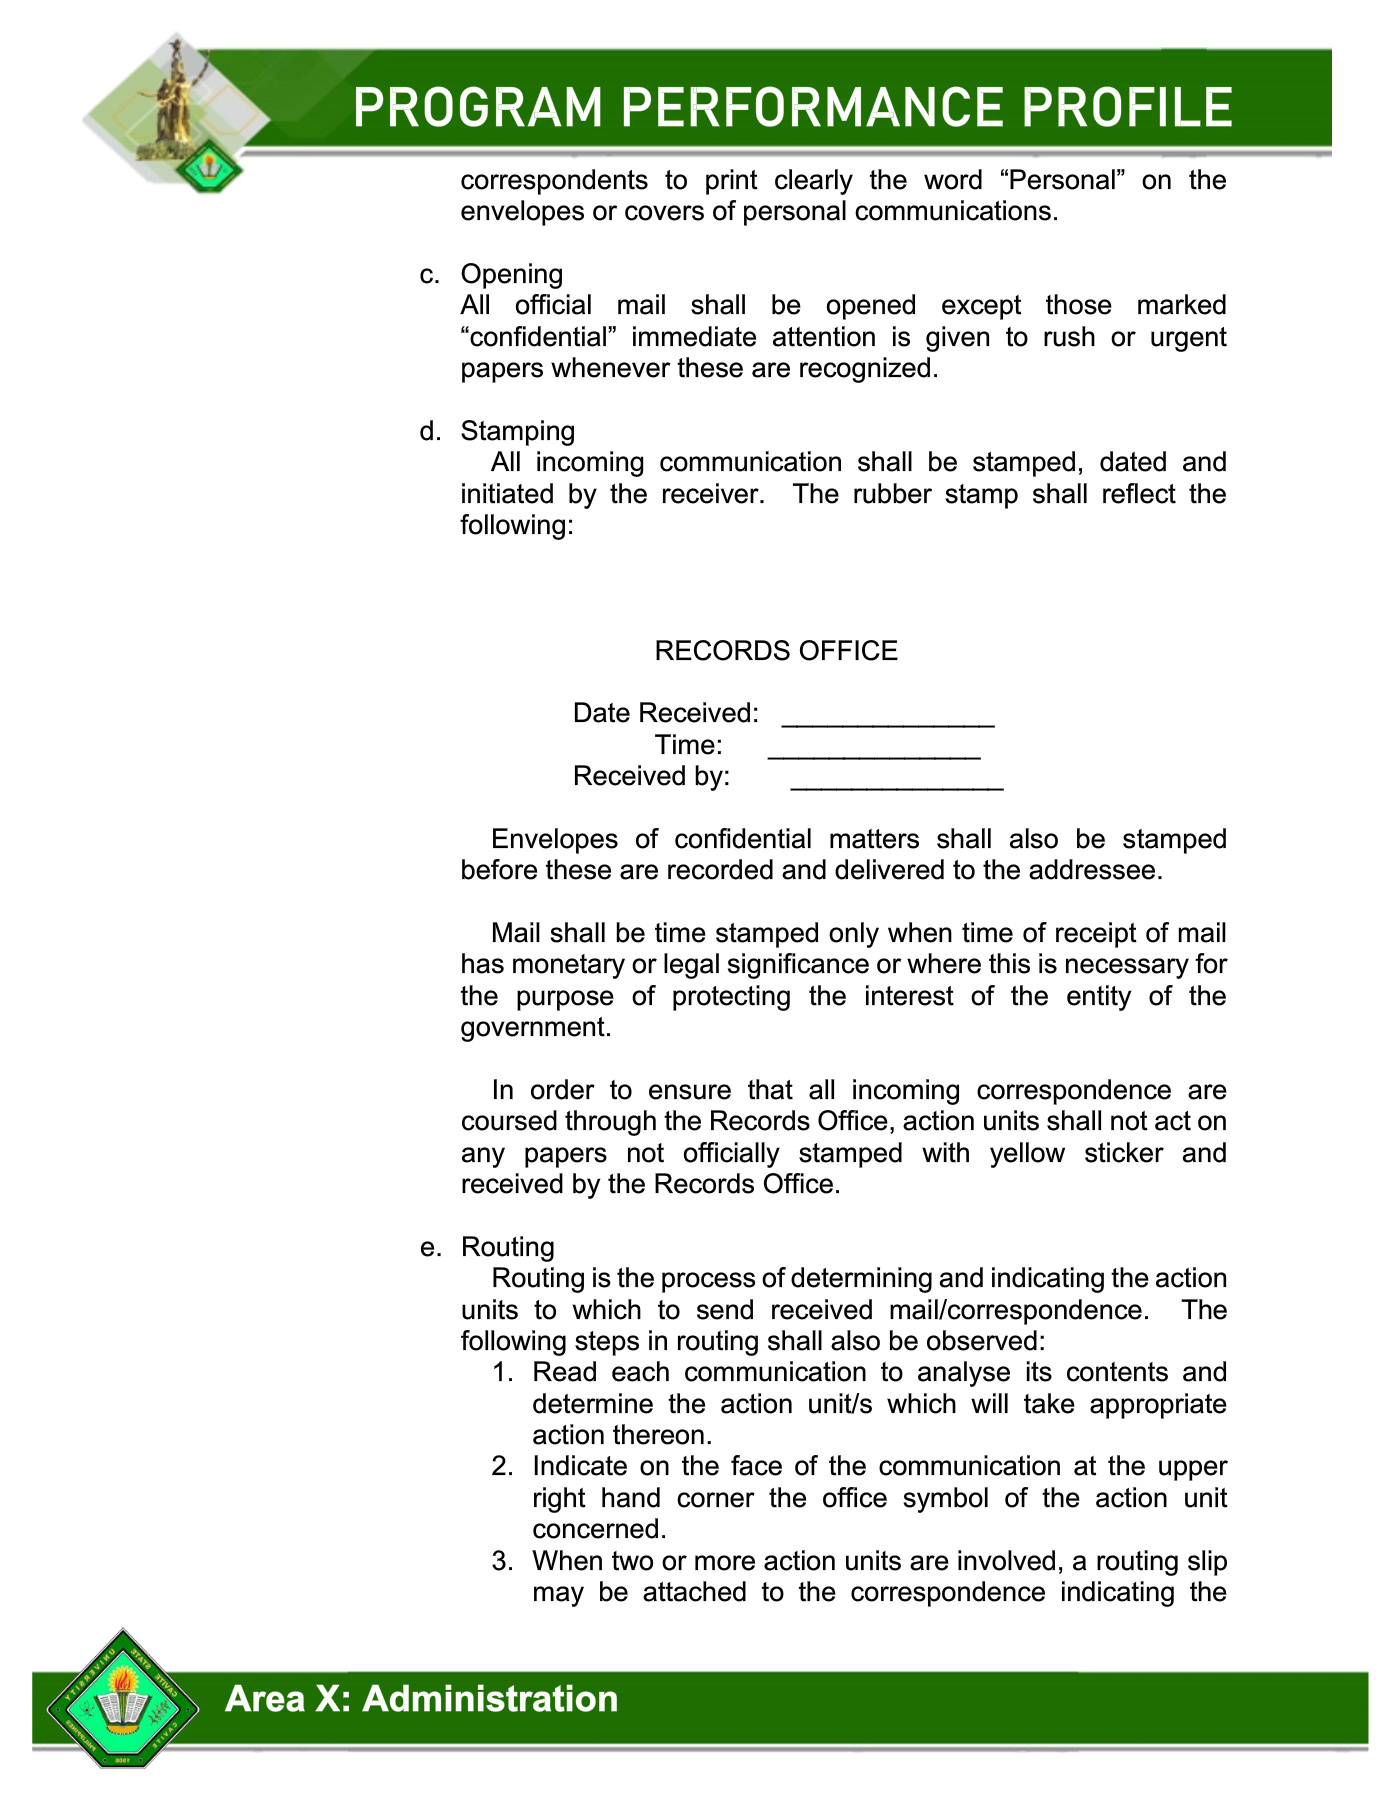 PROGRAM PERFORMANCE PROFILE
correspondents to print clearly the word “Personal” on the
envelopes or covers of personal communications.
c. Opening
All official mail shall be opened except those marked
“confidential” immediate attention is given to rush or urgent
papers whenever these are recognized.
d. Stamping
All incoming communication shall be stamped, dated and
initiated by the receiver. The rubber stamp shall reflect the
following:
RECORDS OFFICE
Date Received: ______________
Time: ______________
Received by: ______________
Envelopes of confidential matters shall also be stamped
before these are recorded and delivered to the addressee.
Mail shall be time stamped only when time of receipt of mail
has monetary or legal significance or where this is necessary for
the purpose of protecting the interest of the entity of the
government.
In order to ensure that all incoming correspondence are
coursed through the Records Office, action units shall not act on
any papers not officially stamped with yellow sticker and
received by the Records Office.
e. Routing
Routing is the process of determining and indicating the action
units to which to send received mail/correspondence. The
following steps in routing shall also be observed:
1. Read each communication to analyse its contents and
determine the action unit/s which will take appropriate
action thereon.
2. Indicate on the face of the communication at the upper
right hand corner the office symbol of the action unit
concerned.
3. When two or more action units are involved, a routing slip
may be attached to the correspondence indicating the
CAVITE STATE UNIVERSITY
CAVITE
PHILIPPINES
1906
Area X: Administration